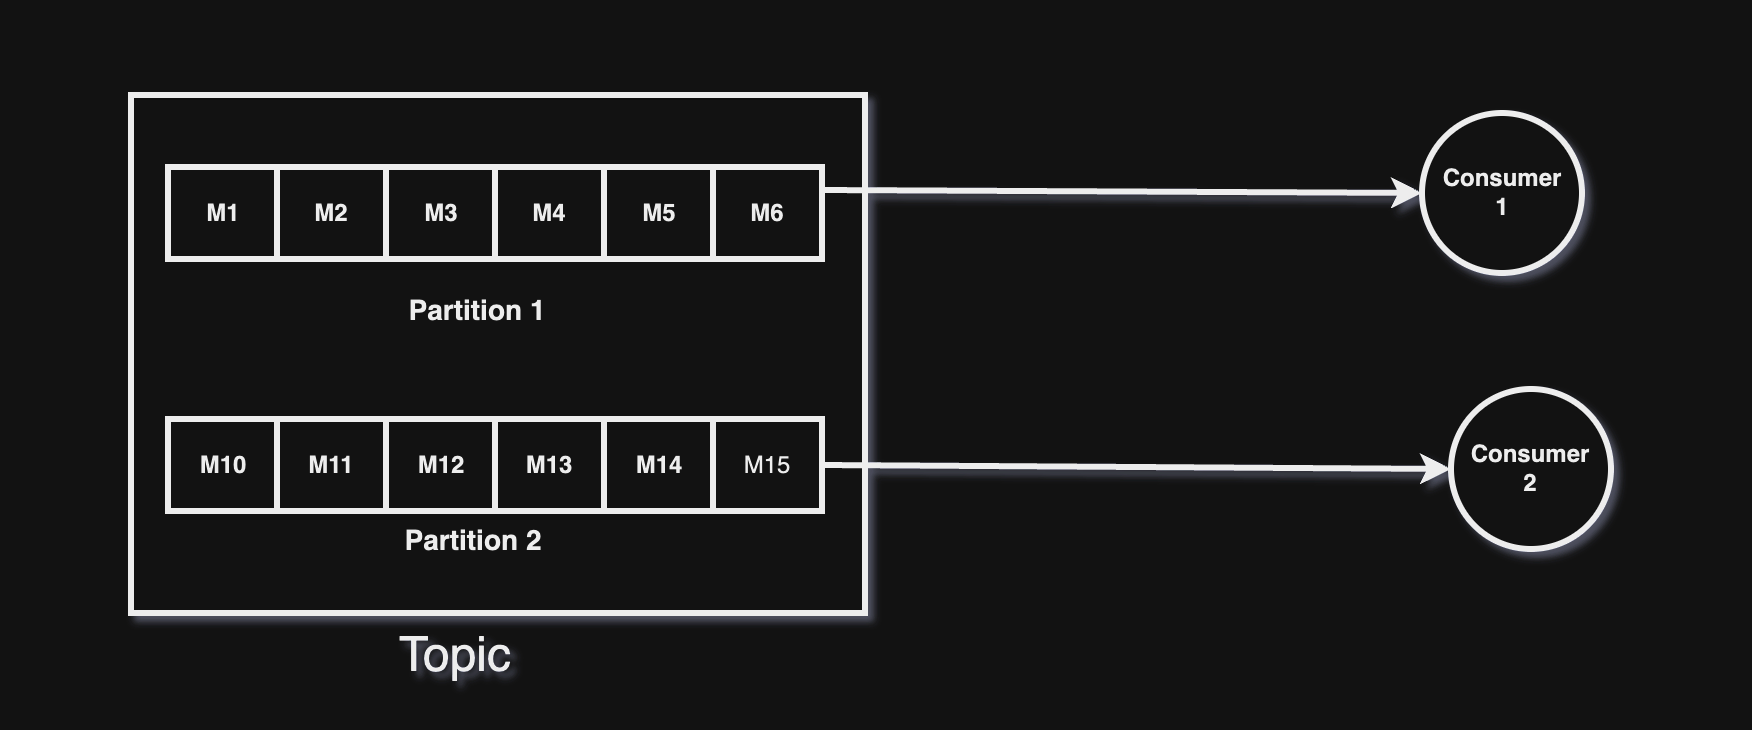 M1 M2 M3 M4 M5 M6
Consumer
1
Partition 1
M10 M11 M12 M13 M14 M15
Consumer
2
Partition 2
Topic